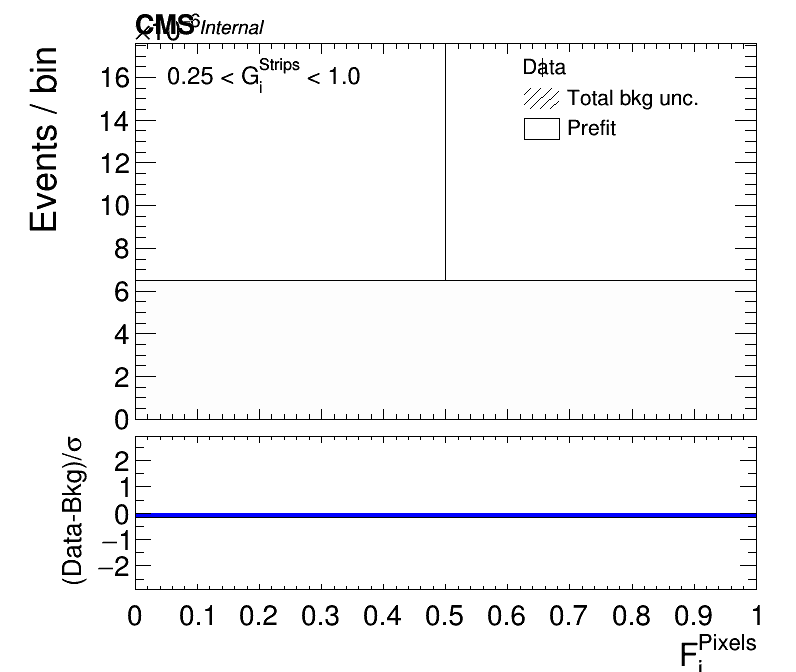 CMS Internal
×10⁻⁶
Events / bin
0.25 < G_i^Strips < 1.0
Data
Total bkg unc.
Prefit
16
14
12
10
8
6
4
2
0
(Data-Bkg)/σ
2
1
0
−1
−2
0 0.1 0.2 0.3 0.4 0.5 0.6 0.7 0.8 0.9 1
F_i^Pixels